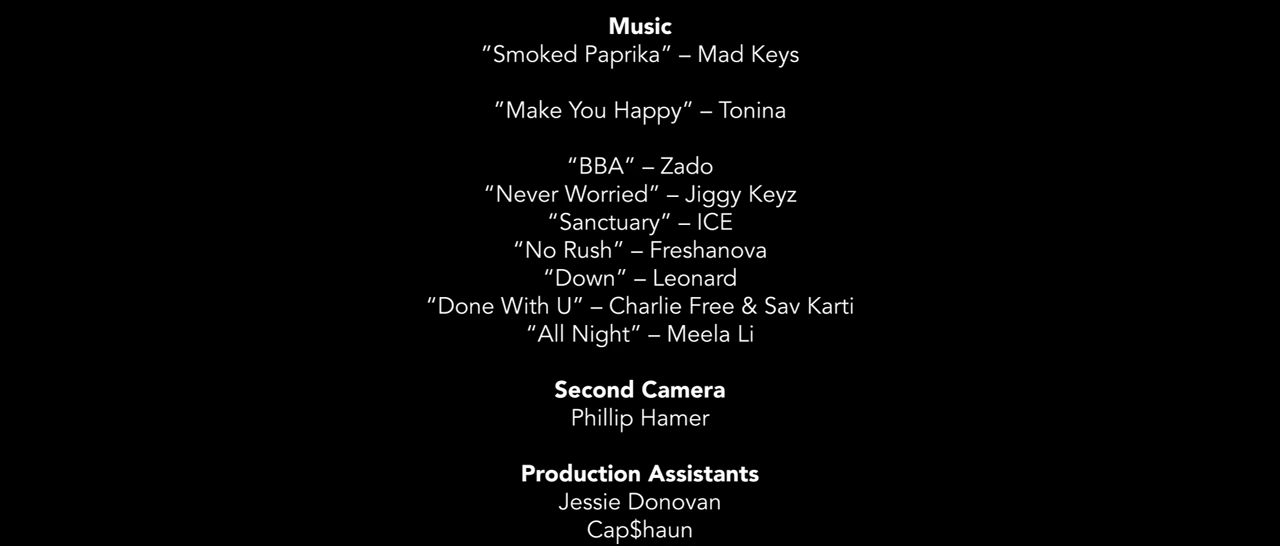 Music
”Smoked Paprika” – Mad Keys
”Make You Happy” – Tonina
“BBA” – Zado
“Never Worried” – Jiggy Keyz
“Sanctuary” – ICE
“No Rush” – Freshanova
“Down” – Leonard
“Done With U” – Charlie Free & Sav Karti
“All Night” – Meela Li
Second Camera
Phillip Hamer
Production Assistants
Jessie Donovan
Cap$haun